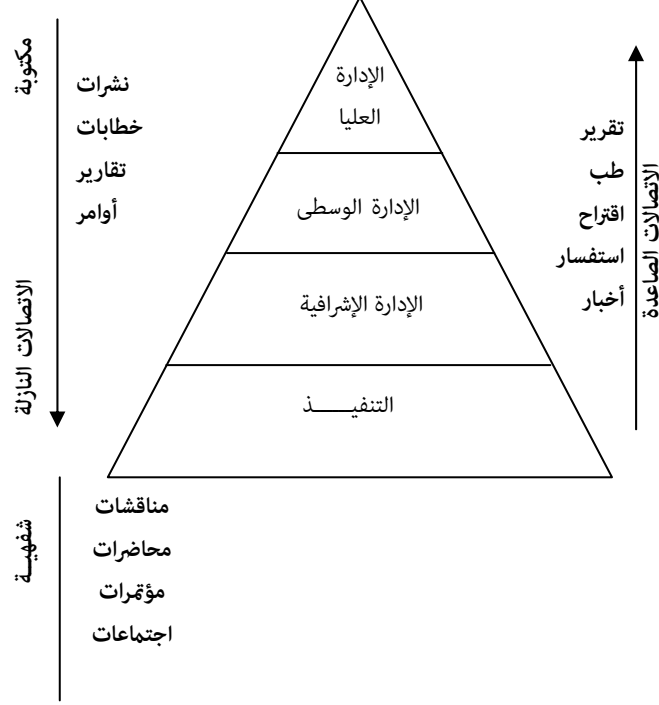 الإدارة
العليا
الإدارة الوسطى
الإدارة الإشرافية
التنفيـــــذ
تقرير
طب
اقتراح
استفسار
أخبار
الاتصالات الصاعدة
مكتوبة
نشرات
خطابات
تقارير
أوامر
الاتصالات النازلة
شفهيـة
مناقشات
محاضرات
مؤتمرات
اجتماعات